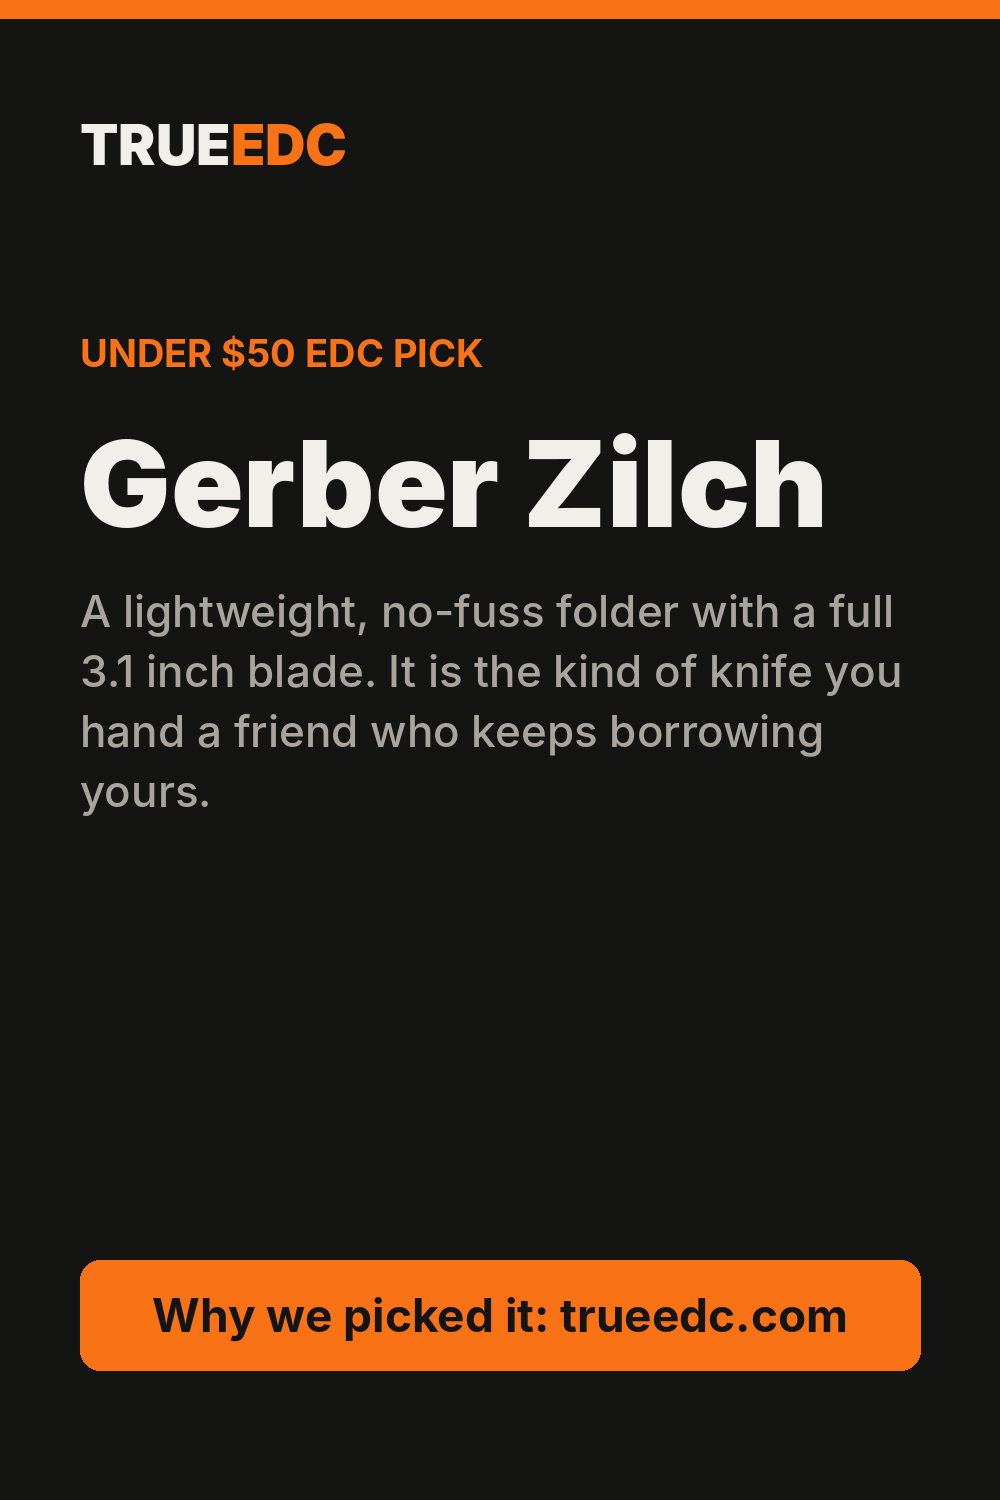 TRUEEDC
UNDER $50 EDC PICK
Gerber Zilch
A lightweight, no-fuss folder with a full
3.1 inch blade. It is the kind of knife you
hand a friend who keeps borrowing
yours.
Why we picked it: trueedc.com